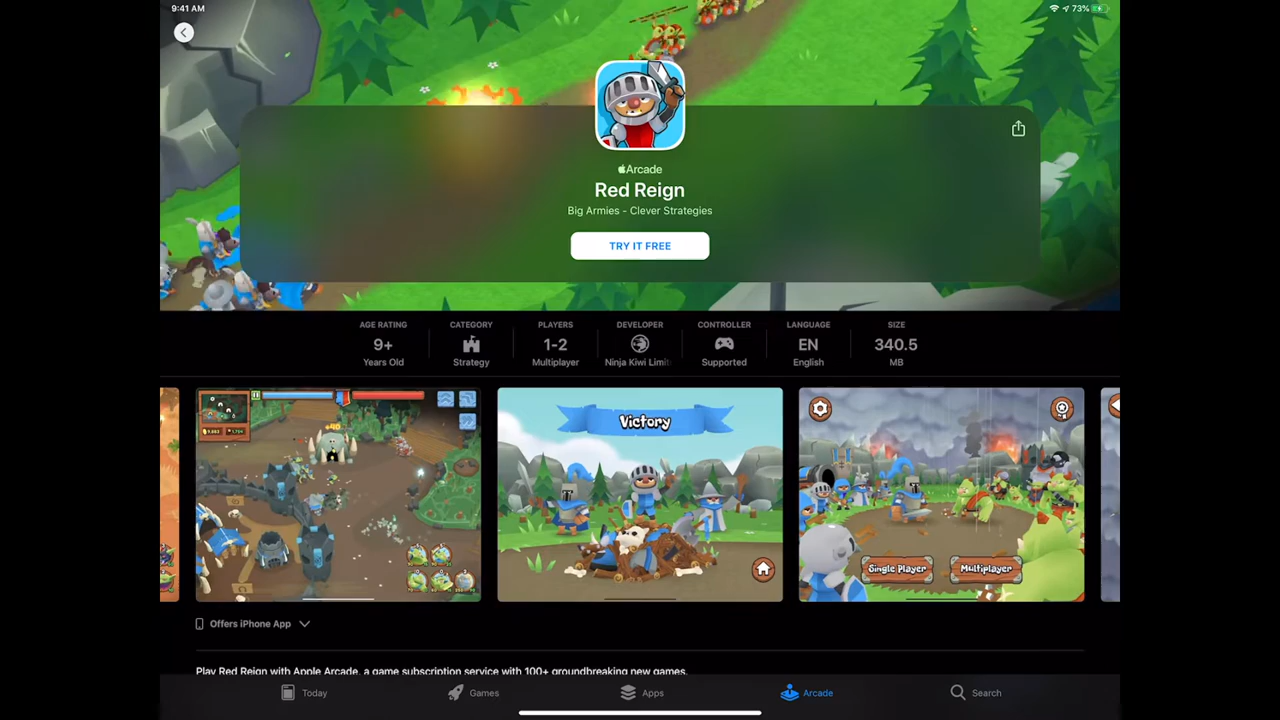 9:41 AM
73%
Arcade
Red Reign
Big Armies - Clever Strategies
TRY IT FREE
AGE RATING
9+
Years Old
CATEGORY
Strategy
PLAYERS
1-2
Multiplayer
DEVELOPER
Ninja Kiwi Limit
CONTROLLER
Supported
LANGUAGE
EN
English
SIZE
340.5
MB
+40
Victory
Single Player
Multiplayer
Offers iPhone App
Play Red Reign with Apple Arcade, a game subscription service with 100+ groundbreaking new games.
Today
Games
Apps
Arcade
Search